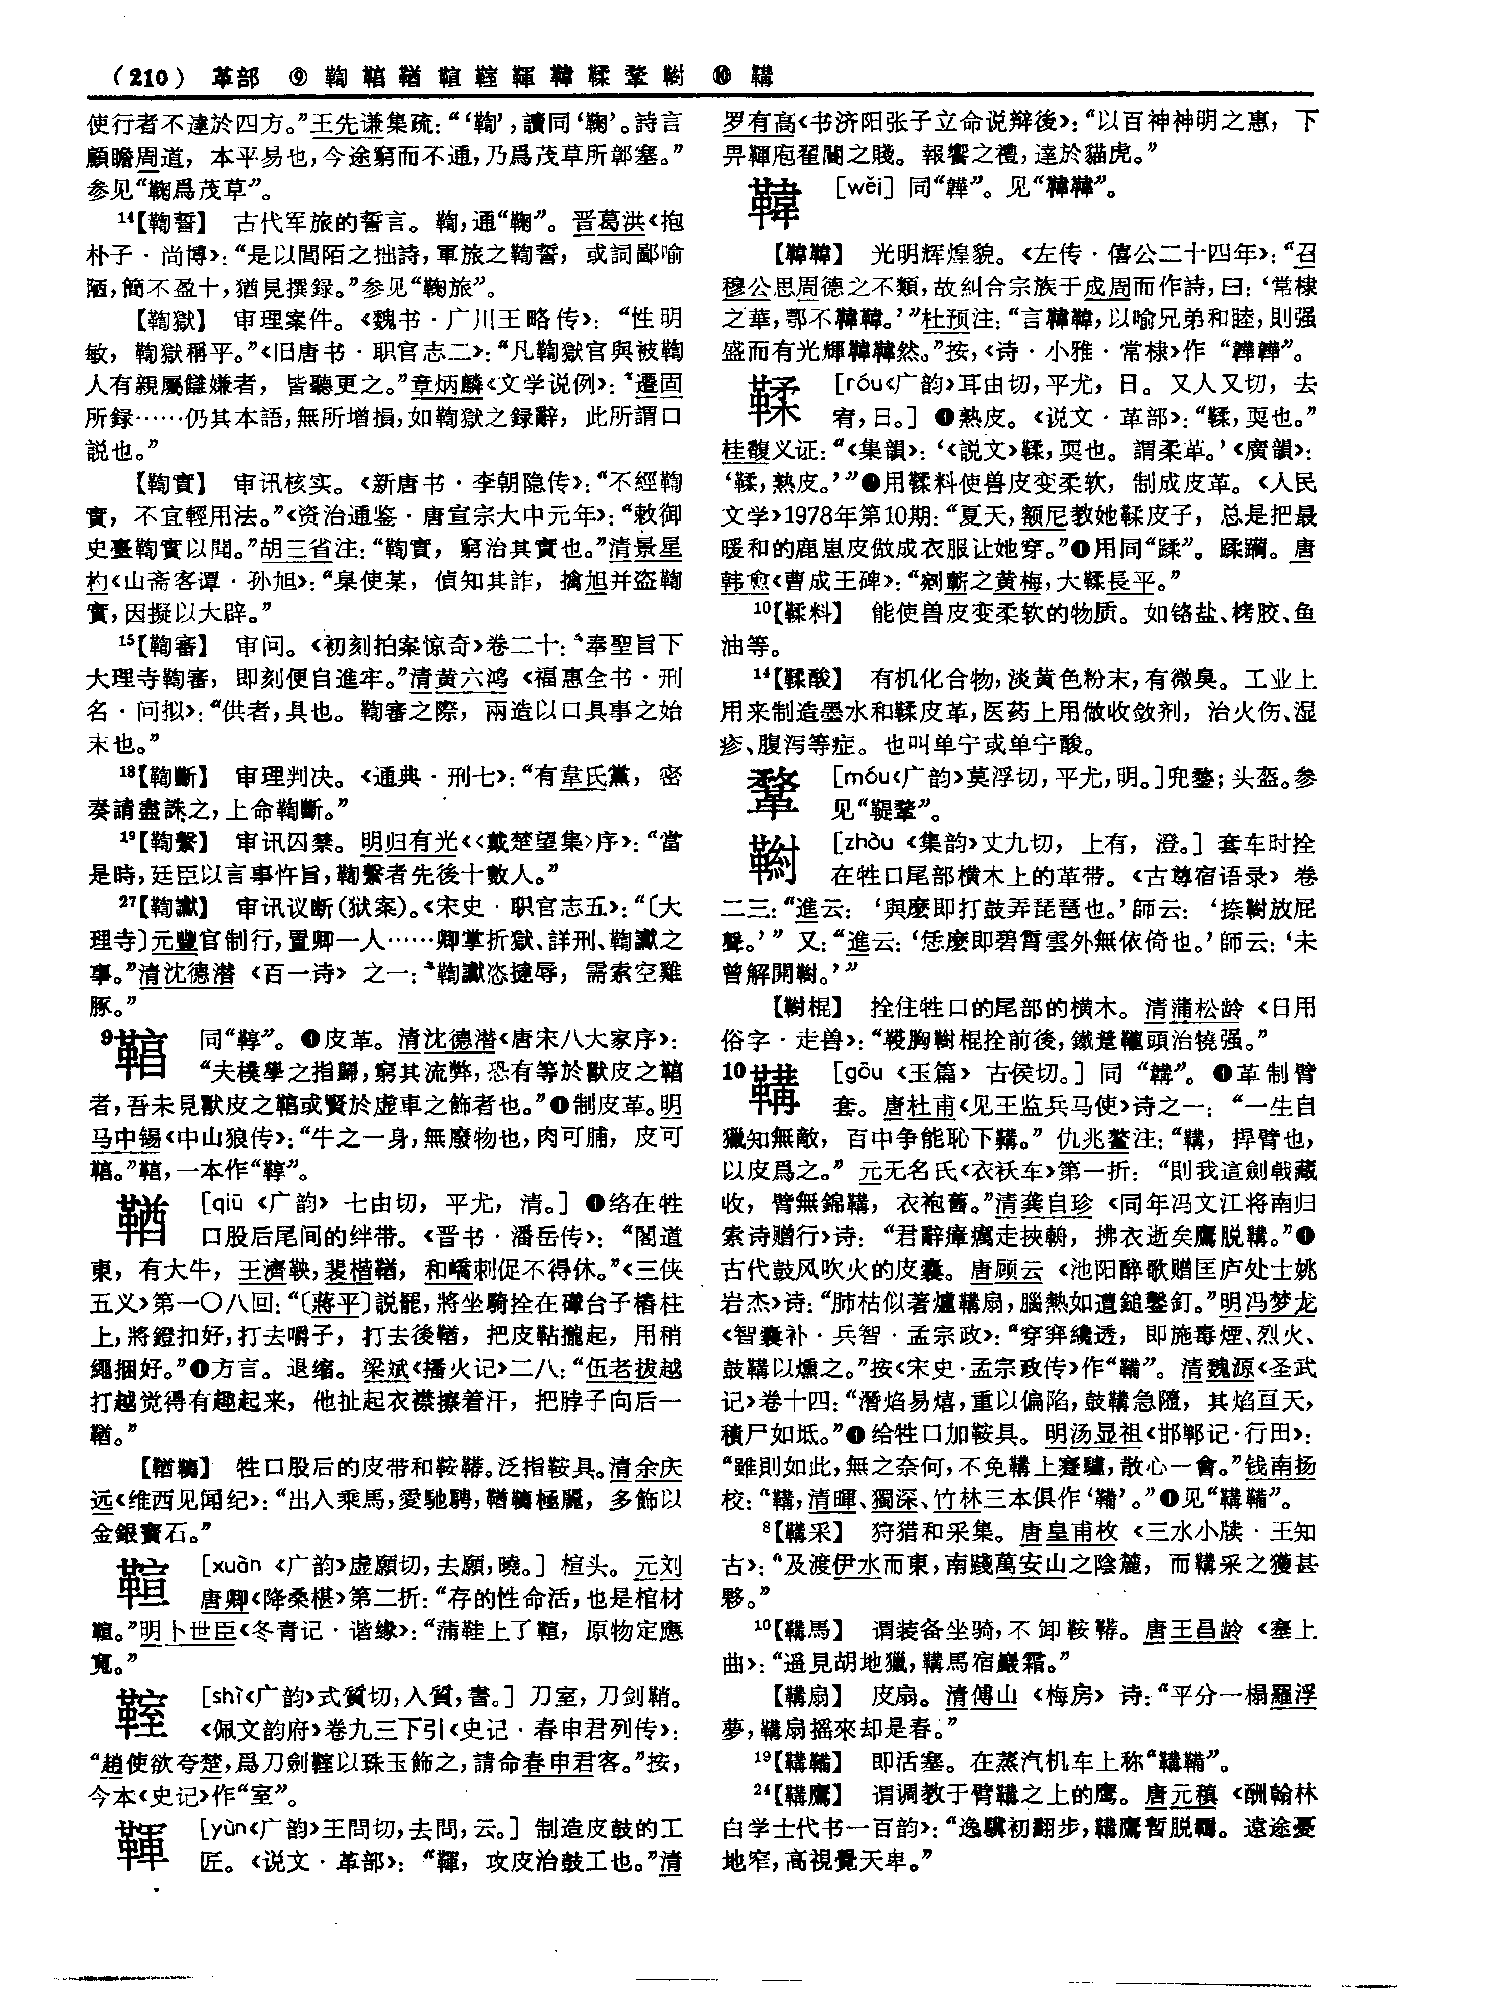 (210) 革部 ⑨ 鞫 鞰 鞧 鞙 鞚 鞸 韗 鞣 鞪 鞦 ⑩ 鞲
使行者不達於四方。”王先谦集疏：“‘鞫’，讀同‘鞠’。詩言
顧瞻周道，本平易也，今途窮而不通，乃爲茂草所鄣塞。”
参见“鞠爲茂草”。
14【鞫誓】 古代军旅的誓言。鞫，通“鞠”。晋葛洪《抱
朴子·尚博》：“是以閭陌之拙詩，軍旅之鞫誓，或詞鄙喻
陋，簡不盈十，猶見撰録。”参见“鞠旅”。
【鞫獄】 审理案件。《魏书·广川王略传》：“性明
敏，鞫獄稱平。”《旧唐书·职官志二》：“凡鞫獄官與被鞫
人有親屬讎嫌者，皆聽更之。”章炳麟《文学说例》：“遷固
所録……仍其本語，無所增損，如鞫獄之録辭，此所謂口
説也。”
【鞫實】 审讯核实。《新唐书·李朝隐传》：“不經鞫
實，不宜輕用法。”《资治通鉴·唐宣宗大中元年》：“敕御
史臺鞫實以聞。”胡三省注：“鞫實，窮治其實也。”清景星
杓《山斋客谭·孙旭》：“臬使某，偵知其詐，擒旭并盗鞫
實，因擬以大辟。”
15【鞫審】 审问。《初刻拍案惊奇》卷二十：“奉聖旨下
大理寺鞫審，即刻便自進牢。”清黄六鸿《福惠全书·刑
名·问拟》：“供者，具也。鞫審之際，兩造以口具事之始
末也。”
18【鞫斷】 审理判决。《通典·刑七》：“有韋氏黨，密
奏請盡誅之，上命鞫斷。”
19【鞫繫】 审讯囚禁。明归有光《〈戴楚望集〉序》：“當
是時，廷臣以言事忤旨，鞫繫者先後十數人。”
27【鞫讞】 审讯议断（狱案）。《宋史·职官志五》：“〔大
理寺〕元豐官制行，置卿一人……卿掌折獄、詳刑、鞫讞之
事。”清沈德潜《百一诗》之一：“鞫讞恣撻辱，需索空雞
豚。”
9 同“鞟”。❶皮革。清沈德潜《唐宋八大家序》：
“夫樸學之指歸，窮其流弊，恐有等於獸皮之
者，吾未見獸皮之 或賢於虚車之飾者也。”❷制皮革。明
马中锡《中山狼传》：“牛之一身，無廢物也，肉可脯，皮可
。” ，一本作“鞟”。
鞧 [qiū《广韵》七由切，平尤，清。] ❶络在牲
口股后尾间的绊带。《晋书·潘岳传》：“閣道
東，有大牛，王濟鞅，裴楷鞧，和嶠刺促不得休。”《三侠
五义》第一〇八回：“〔蔣平〕説罷，將坐騎拴在礄台子樁柱
上，將鐙扣好，打去嚼子，打去後鞧，把皮鞊攏起，用稍
繩捆好。”❷方言。退缩。梁斌《播火记》二八：“伍老拔越
打越觉得有趣起来，他扯起衣襟擦着汗，把脖子向后一
鞧。”
【鞧韉】 牲口股后的皮带和鞍鞯。泛指鞍具。清余庆
远《维西见闻纪》：“出入乘馬，愛馳騁，鞧韉極麗，多飾以
金銀寶石。”
[xuàn《广韵》虚願切，去願，曉。] 楦头。元刘
唐卿《降桑椹》第二折：“存的性命活，也是棺材
。”明卜世臣《冬青记·谐缘》：“蒲鞋上了 ，原物定應
寬。”
[shì《广韵》式質切，入質，書。] 刀室，刀剑鞘。
《佩文韵府》卷九三下引《史记·春申君列传》：
“趙使欲夸楚，爲刀劍 以珠玉飾之，請命春申君客。”按，
今本《史记》作“室”。
鞸 [yùn《广韵》王問切，去問，云。] 制造皮鼓的工
匠。《说文·革部》：“ ，攻皮治鼓工也。”清
罗有高《书济阳张子立命说辩後》：“以百神神明之惠，下
畀 庖翟閽之賤。報饗之禮，達於貓虎。”
[wěi] 同“韡”。见“ ”。
【 】 光明辉煌貌。《左传·僖公二十四年》：“召
穆公思周德之不類，故糾合宗族于成周而作詩，曰：‘常棣
之華，鄂不 。’”杜预注：“言 ，以喻兄弟和睦，則强
盛而有光輝 然。”按，《诗·小雅·常棣》作“韡韡”。
鞣 [róu《广韵》耳由切，平尤，日。又人又切，去
宥，日。] ❶熟皮。《说文·革部》：“鞣，耎也。”
桂馥义证：“《集韻》：‘《説文》鞣，耎也。謂柔革。’《廣韻》：
‘鞣，熟皮。’”❷用鞣料使兽皮变柔软，制成皮革。《人民
文学》1978年第10期：“夏天，额尼教她鞣皮子，总是把最
暖和的鹿崽皮做成衣服让她穿。”❸用同“蹂”。蹂躏。唐
韩愈《曹成王碑》：“剜蘄之黄梅，大鞣長平。”
10【鞣料】 能使兽皮变柔软的物质。如铬盐、栲胶、鱼
油等。
14【鞣酸】 有机化合物，淡黄色粉末，有微臭。工业上
用来制造墨水和鞣皮革，医药上用做收敛剂，治火伤、湿
疹、腹泻等症。也叫单宁或单宁酸。
鞪 [móu《广韵》莫浮切，平尤，明。]兜鍪；头盔。参
见“鞮鞪”。
[zhòu《集韵》丈九切，上有，澄。] 套车时拴
在牲口尾部横木上的革带。《古尊宿语录》卷
二三：“進云：‘與麽即打鼓弄琵琶也。’師云：‘捺 放屁
聲。’”又：“進云：‘恁麽即碧霄雲外無依倚也。’師云：‘未
曾解開 。’”
【 棍】 拴住牲口的尾部的横木。清蒲松龄《日用
俗字·走兽》：“鞁胸 棍拴前後，鐵 頭治橈强。”
10 鞲 [gōu《玉篇》古侯切。] 同“韝”。❶革制臂
套。唐杜甫《见王监兵马使》诗之一：“一生自
獵知無敵，百中争能恥下鞲。”仇兆鳌注：“鞲，捍臂也，
以皮爲之。”元无名氏《衣袄车》第一折：“則我這劍戟藏
收，臂無錦鞲，衣袍舊。”清龚自珍《同年冯文江将南归
索诗赠行》诗：“君辭瘴癘走挾輈，拂衣逝矣鷹脱鞲。”❷
古代鼓风吹火的皮囊。唐顾云《池阳醉歌赠匡庐处士姚
岩杰》诗：“肺枯似著爐鞲扇，腦熱如遭鎚鑿釘。”明冯梦龙
《智囊补·兵智·孟宗政》：“穿穽纔透，即施毒煙、烈火、
鼓鞲以燻之。”按《宋史·孟宗政传》作“鞴”。清魏源《圣武
记》卷十四：“潛焰易熺，重以偏陷，鼓鞲急隨，其焰亘天，
積尸如坻。”❸给牲口加鞍具。明汤显祖《邯郸记·行田》：
“雖則如此，無之奈何，不免鞲上蹇驢，散心一會。”钱南扬
校：“鞲，清暉、獨深、竹林三本俱作‘鞴’。”❹见“鞲鞴”。
8【鞲采】 狩猎和采集。唐皇甫枚《三水小牍·王知
古》：“及渡伊水而東，南踐萬安山之陰麓，而鞲采之獲甚
夥。”
10【鞲馬】 谓装备坐骑，不卸鞍鞯。唐王昌龄《塞上
曲》：“遥見胡地獵，鞲馬宿嚴霜。”
【鞲扇】 皮扇。清傅山《梅房》诗：“平分一榻羅浮
夢，鞲扇摇來却是春。”
19【鞲鞴】 即活塞。在蒸汽机车上称“鞲鞴”。
24【鞲鷹】 谓调教于臂鞲之上的鹰。唐元稹《酬翰林
白学士代书一百韵》：“逸驥初翻步，鞲鷹暫脱羈。遠途憂
地窄，高視覺天卑。”